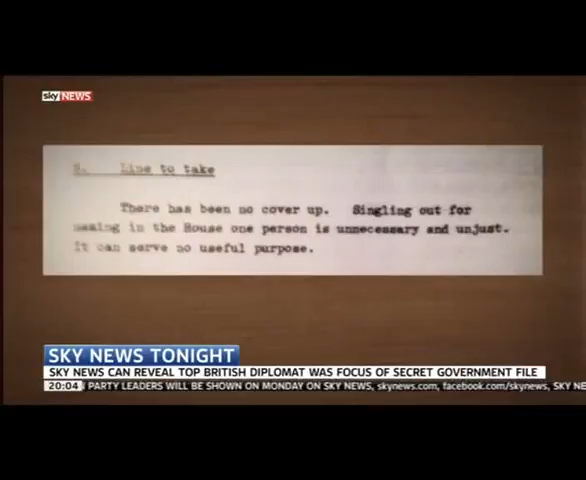 sky NEWS
Line to take
There has been no cover up. Singling out for
naming in the House one person is unnecessary and unjust.
It can serve no useful purpose.
SKY NEWS TONIGHT
SKY NEWS CAN REVEAL TOP BRITISH DIPLOMAT WAS FOCUS OF SECRET GOVERNMENT FILE
20:04 PARTY LEADERS WILL BE SHOWN ON MONDAY ON SKY NEWS, skynews.com, facebook.com/skynews, SKY NE